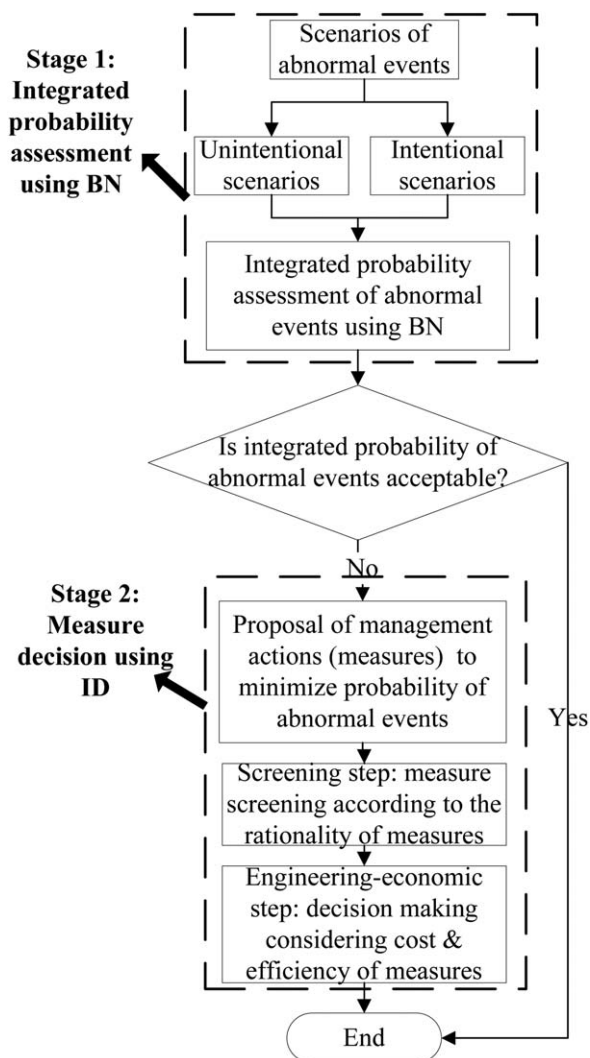 Stage 1:
Integrated
probability
assessment
using BN
Scenarios of
abnormal events
Unintentional
scenarios
Intentional
scenarios
Integrated probability
assessment of abnormal
events using BN
Is integrated probability of
abnormal events acceptable?
No
Yes
Stage 2:
Measure
decision using
ID
Proposal of management
actions (measures) to
minimize probability of
abnormal events
Screening step: measure
screening according to the
rationality of measures
Engineering-economic
step: decision making
considering cost &
efficiency of measures
End